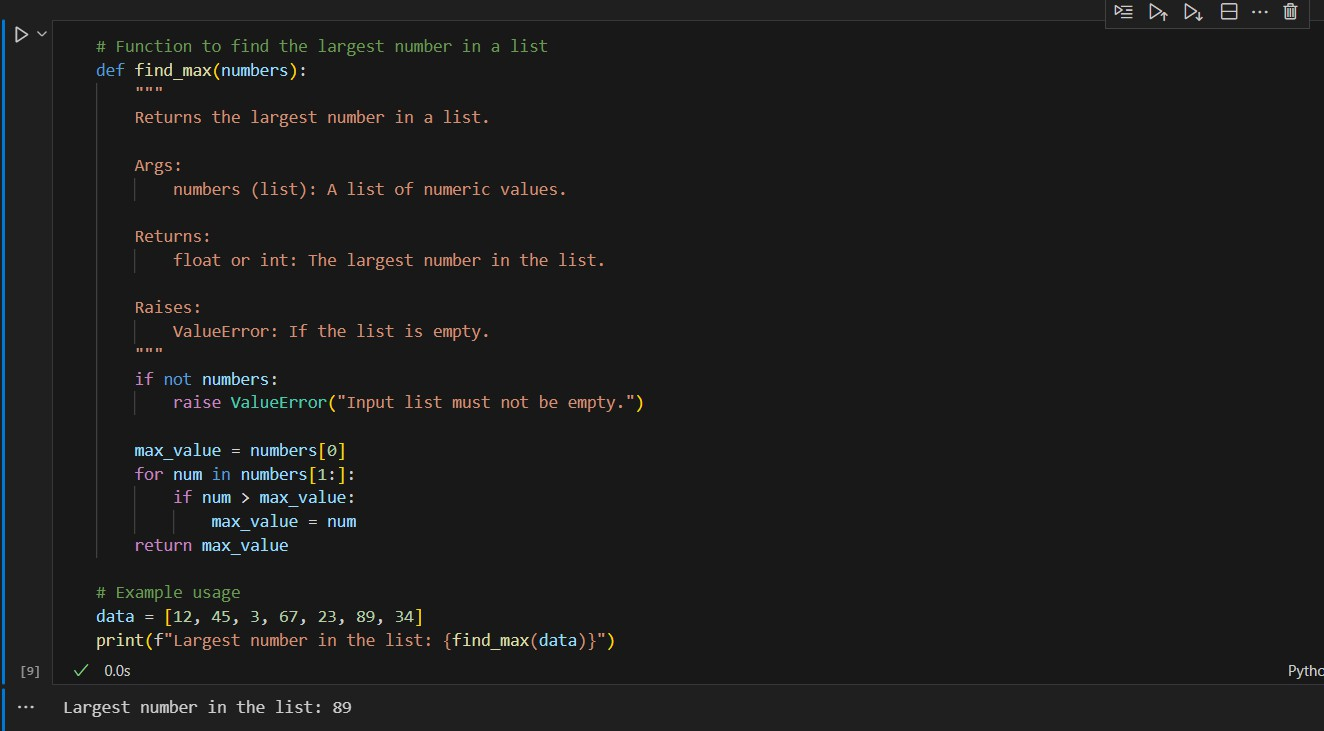 # Function to find the largest number in a list
def find_max(numbers):
    """
    Returns the largest number in a list.

    Args:
        numbers (list): A list of numeric values.

    Returns:
        float or int: The largest number in the list.

    Raises:
        ValueError: If the list is empty.
    """
    if not numbers:
        raise ValueError("Input list must not be empty.")

    max_value = numbers[0]
    for num in numbers[1:]:
        if num > max_value:
            max_value = num
    return max_value

# Example usage
data = [12, 45, 3, 67, 23, 89, 34]
print(f"Largest number in the list: {find_max(data)}")
[9] 0.0s
Largest number in the list: 89